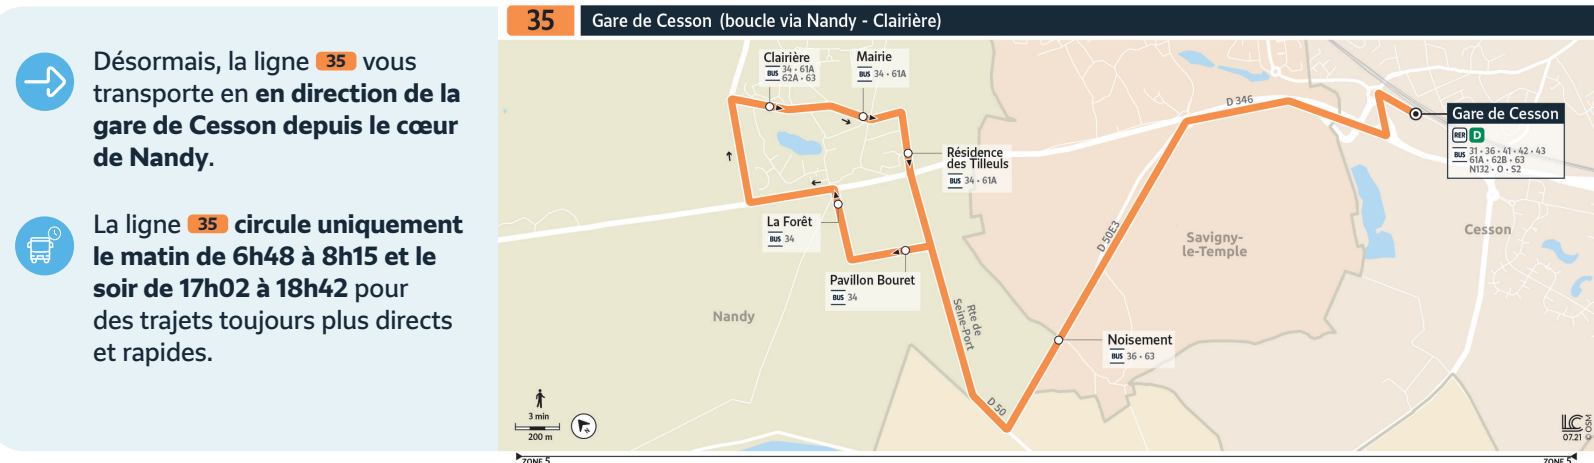 Désormais, la ligne 35 vous
transporte en en direction de la
gare de Cesson depuis le cœur
de Nandy.
La ligne 35 circule uniquement
le matin de 6h48 à 8h15 et le
soir de 17h02 à 18h42 pour
des trajets toujours plus directs
et rapides.
35 Gare de Cesson (boucle via Nandy - Clairière)
Clairière
BUS 34 • 61A
62A • 63
Mairie
BUS 34 • 61A
D 346
Gare de Cesson
RER D
BUS 31 • 36 • 41 • 42 • 43
61A • 62B • 63
N132 • O • S2
Résidence
des Tilleuls
BUS 34 • 61A
La Forêt
BUS 34
D 50E3
Savigny-
le-Temple
Cesson
Pavillon Bouret
BUS 34
Nandy
Rte de
Seine-Port
Noisement
BUS 36 • 63
D 50
3 min
200 m
LC
07.21
© OSM
ZONE 5
ZONE 5